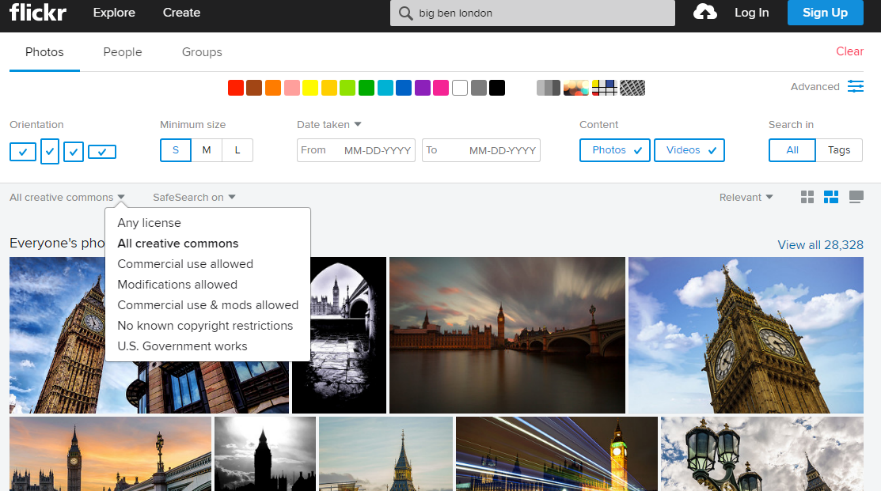 flickr Explore Create big ben london Log In Sign Up
Photos People Groups Clear
Advanced
Orientation Minimum size Date taken Content Search in
S M L From MM-DD-YYYY To MM-DD-YYYY Photos Videos All Tags
All creative commons SafeSearch on Relevant
Any license
All creative commons
Everyone's pho View all 28,328
Commercial use allowed
Modifications allowed
Commercial use & mods allowed
No known copyright restrictions
U.S. Government works